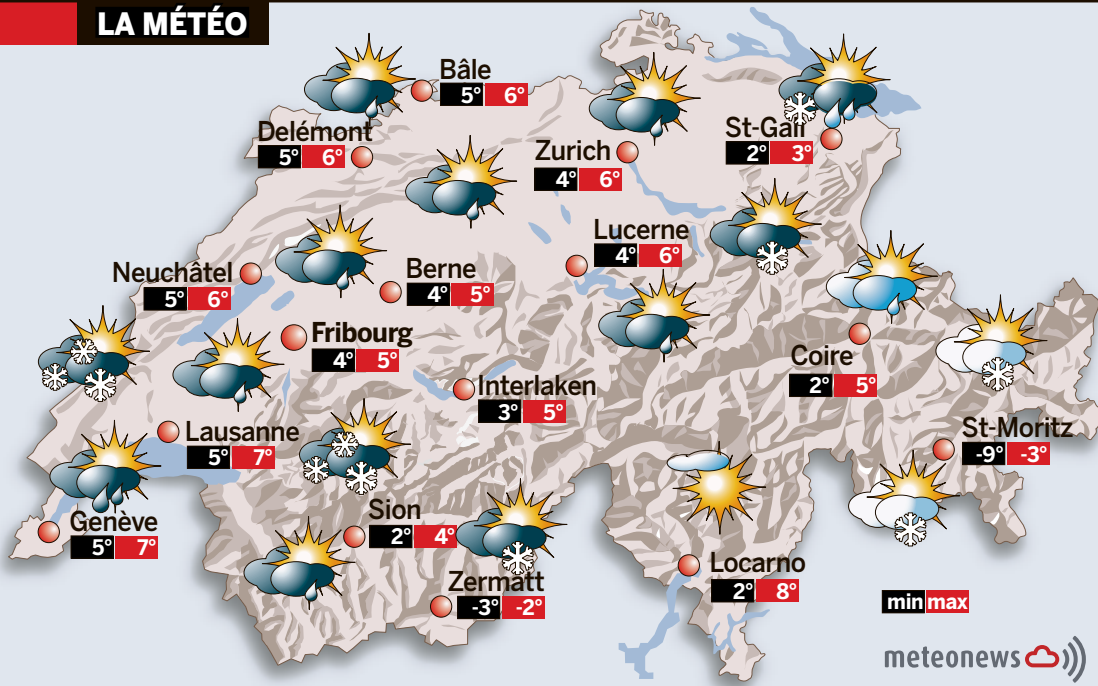 LA MÉTÉO
Bâle
5° 6°
Delémont
5° 6°
Zurich
4° 6°
St-Gall
2° 3°
Lucerne
4° 6°
Neuchâtel
5° 6°
Berne
4° 5°
Fribourg
4° 5°
Coire
2° 5°
Interlaken
3° 5°
Lausanne
5° 7°
St-Moritz
-9° -3°
Genève
5° 7°
Sion
2° 4°
Locarno
2° 8°
Zermatt
-3° -2°
min max
meteonews